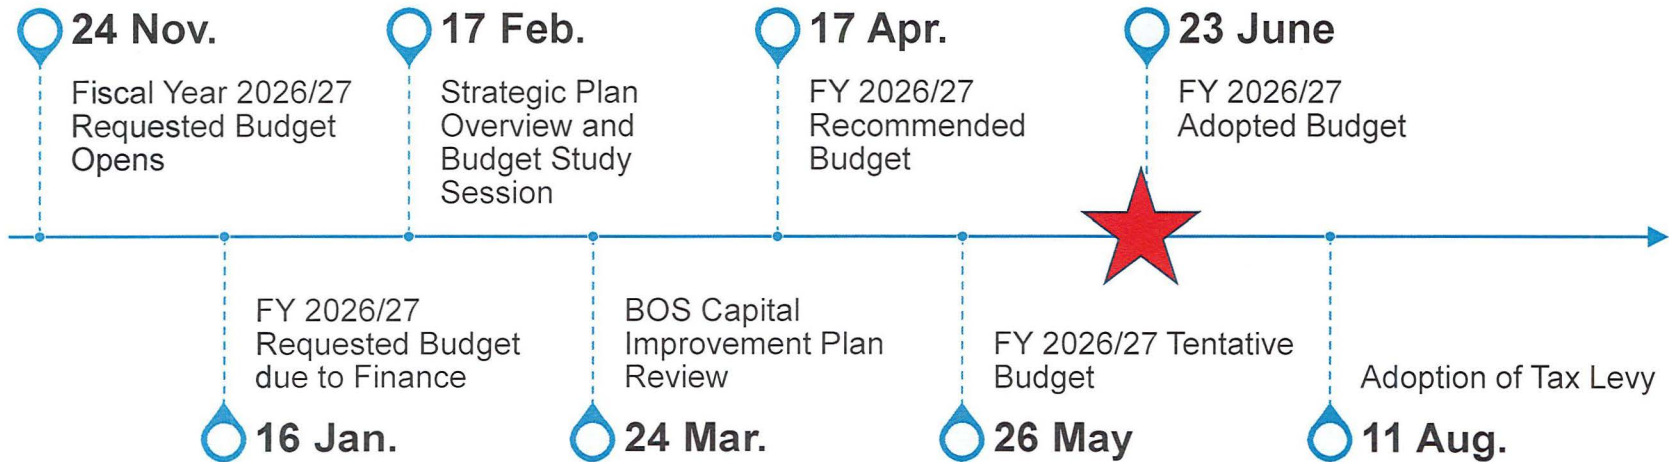 24 Nov.
Fiscal Year 2026/27
Requested Budget
Opens
17 Feb.
Strategic Plan
Overview and
Budget Study
Session
17 Apr.
FY 2026/27
Recommended
Budget
23 June
FY 2026/27
Adopted Budget
FY 2026/27
Requested Budget
due to Finance
16 Jan.
BOS Capital
Improvement Plan
Review
24 Mar.
FY 2026/27 Tentative
Budget
26 May
Adoption of Tax Levy
11 Aug.